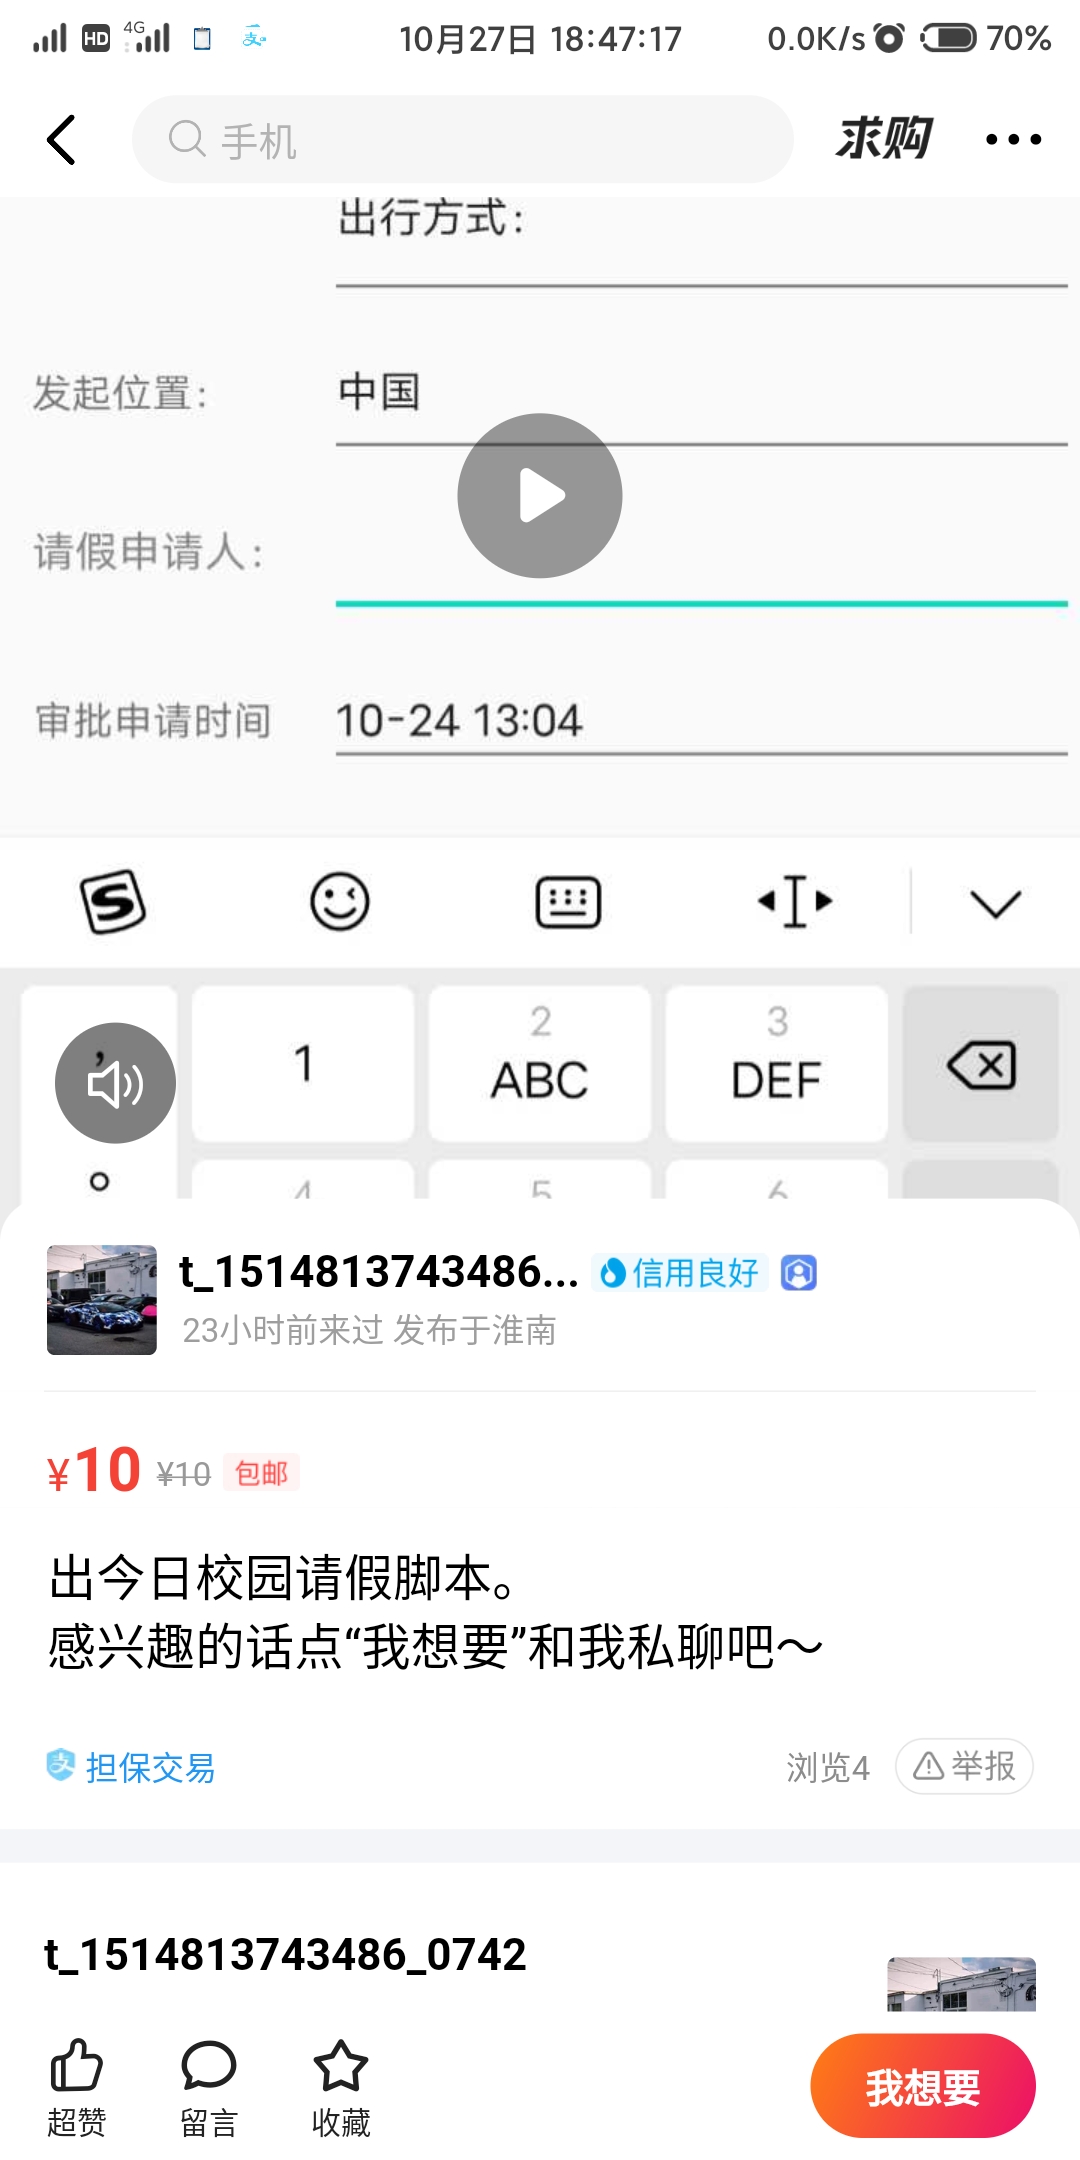 HD 4G 10月27日 18:47:17 0.0K/s 70%
手机 求购
出行方式：
发起位置： 中国
请假申请人：
审批申请时间 10-24 13:04
S
, 1 2 ABC 3 DEF
。 4 5 6
t_1514813743486... 信用良好
23小时前来过 发布于淮南
¥10 ¥10 包邮
出今日校园请假脚本。
感兴趣的话点“我想要”和我私聊吧～
支 担保交易 浏览4 举报
t_1514813743486_0742
超赞 留言 收藏 我想要